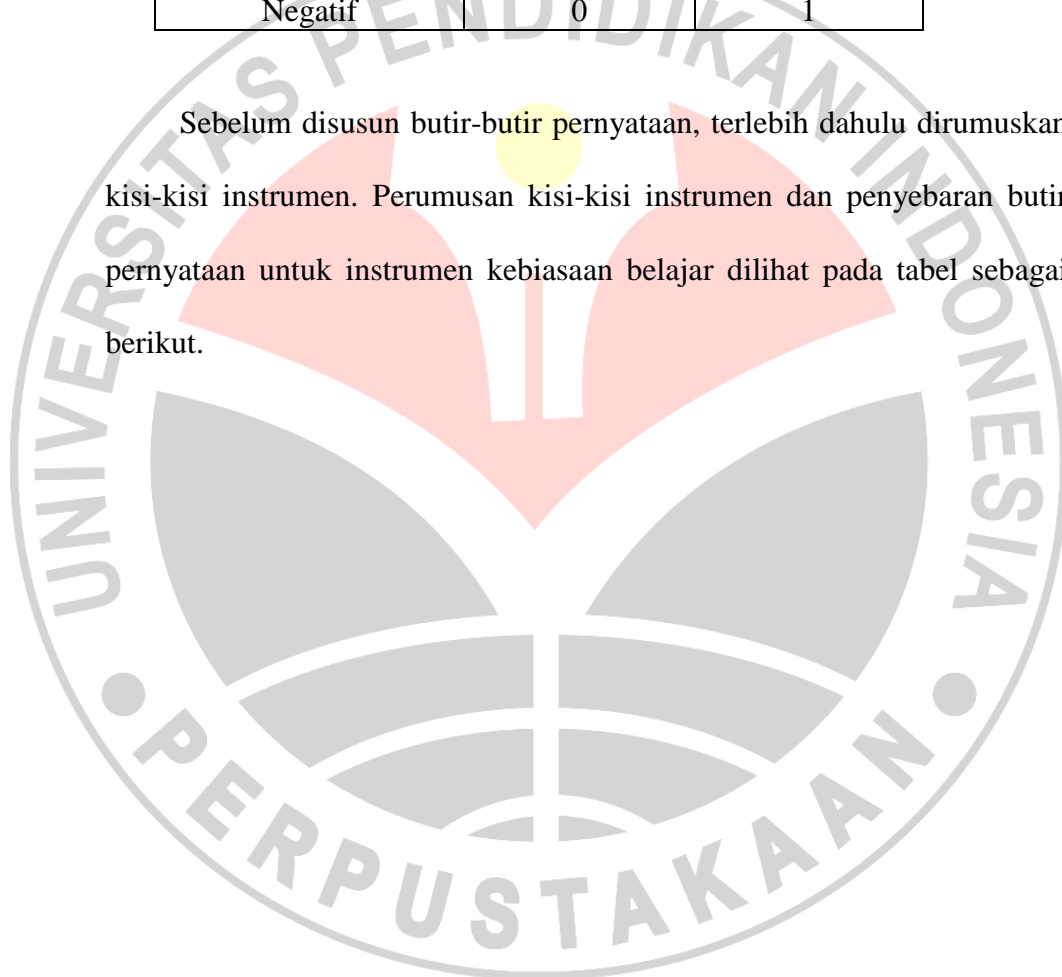 Negatif 0 1
Sebelum disusun butir-butir pernyataan, terlebih dahulu dirumuskan
kisi-kisi instrumen. Perumusan kisi-kisi instrumen dan penyebaran butir
pernyataan untuk instrumen kebiasaan belajar dilihat pada tabel sebagai
berikut.
UNIVERSITAS PENDIDIKAN INDONESIA
PERPUSTAKAAN